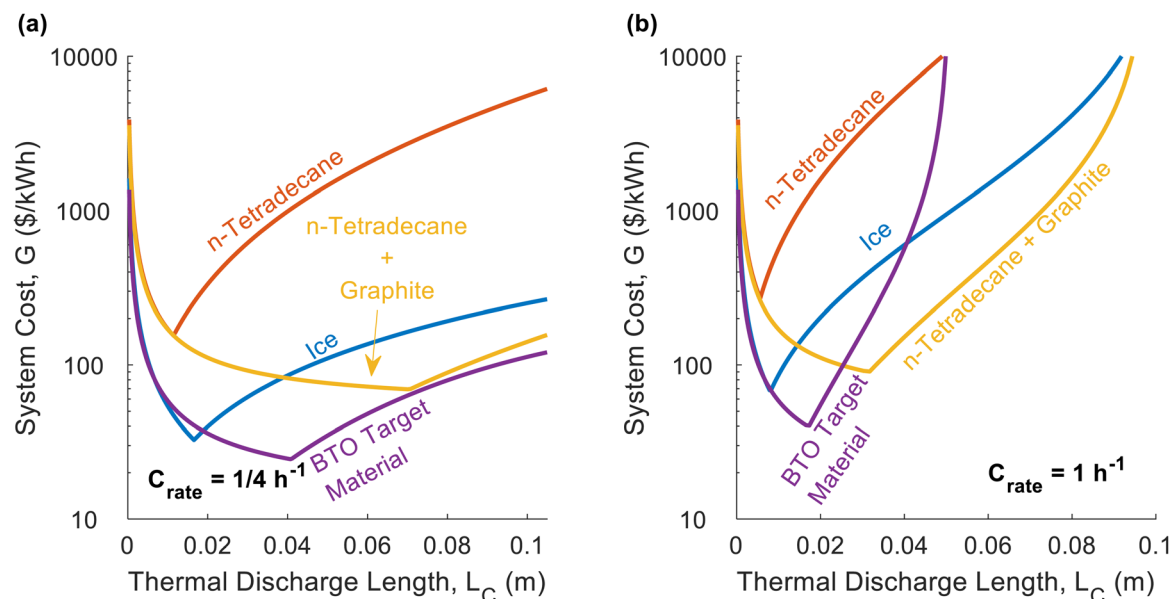 (a)
10000
1000
100
10
System Cost, G ($/kWh)
n-Tetradecane
n-Tetradecane
+
Graphite
Ice
BTO Target
Material
C_rate = 1/4 h⁻¹
0 0.02 0.04 0.06 0.08 0.1
Thermal Discharge Length, L_C (m)
(b)
10000
1000
100
10
System Cost, G ($/kWh)
n-Tetradecane
Ice
n-Tetradecane + Graphite
BTO Target
Material
C_rate = 1 h⁻¹
0 0.02 0.04 0.06 0.08 0.1
Thermal Discharge Length, L_C (m)